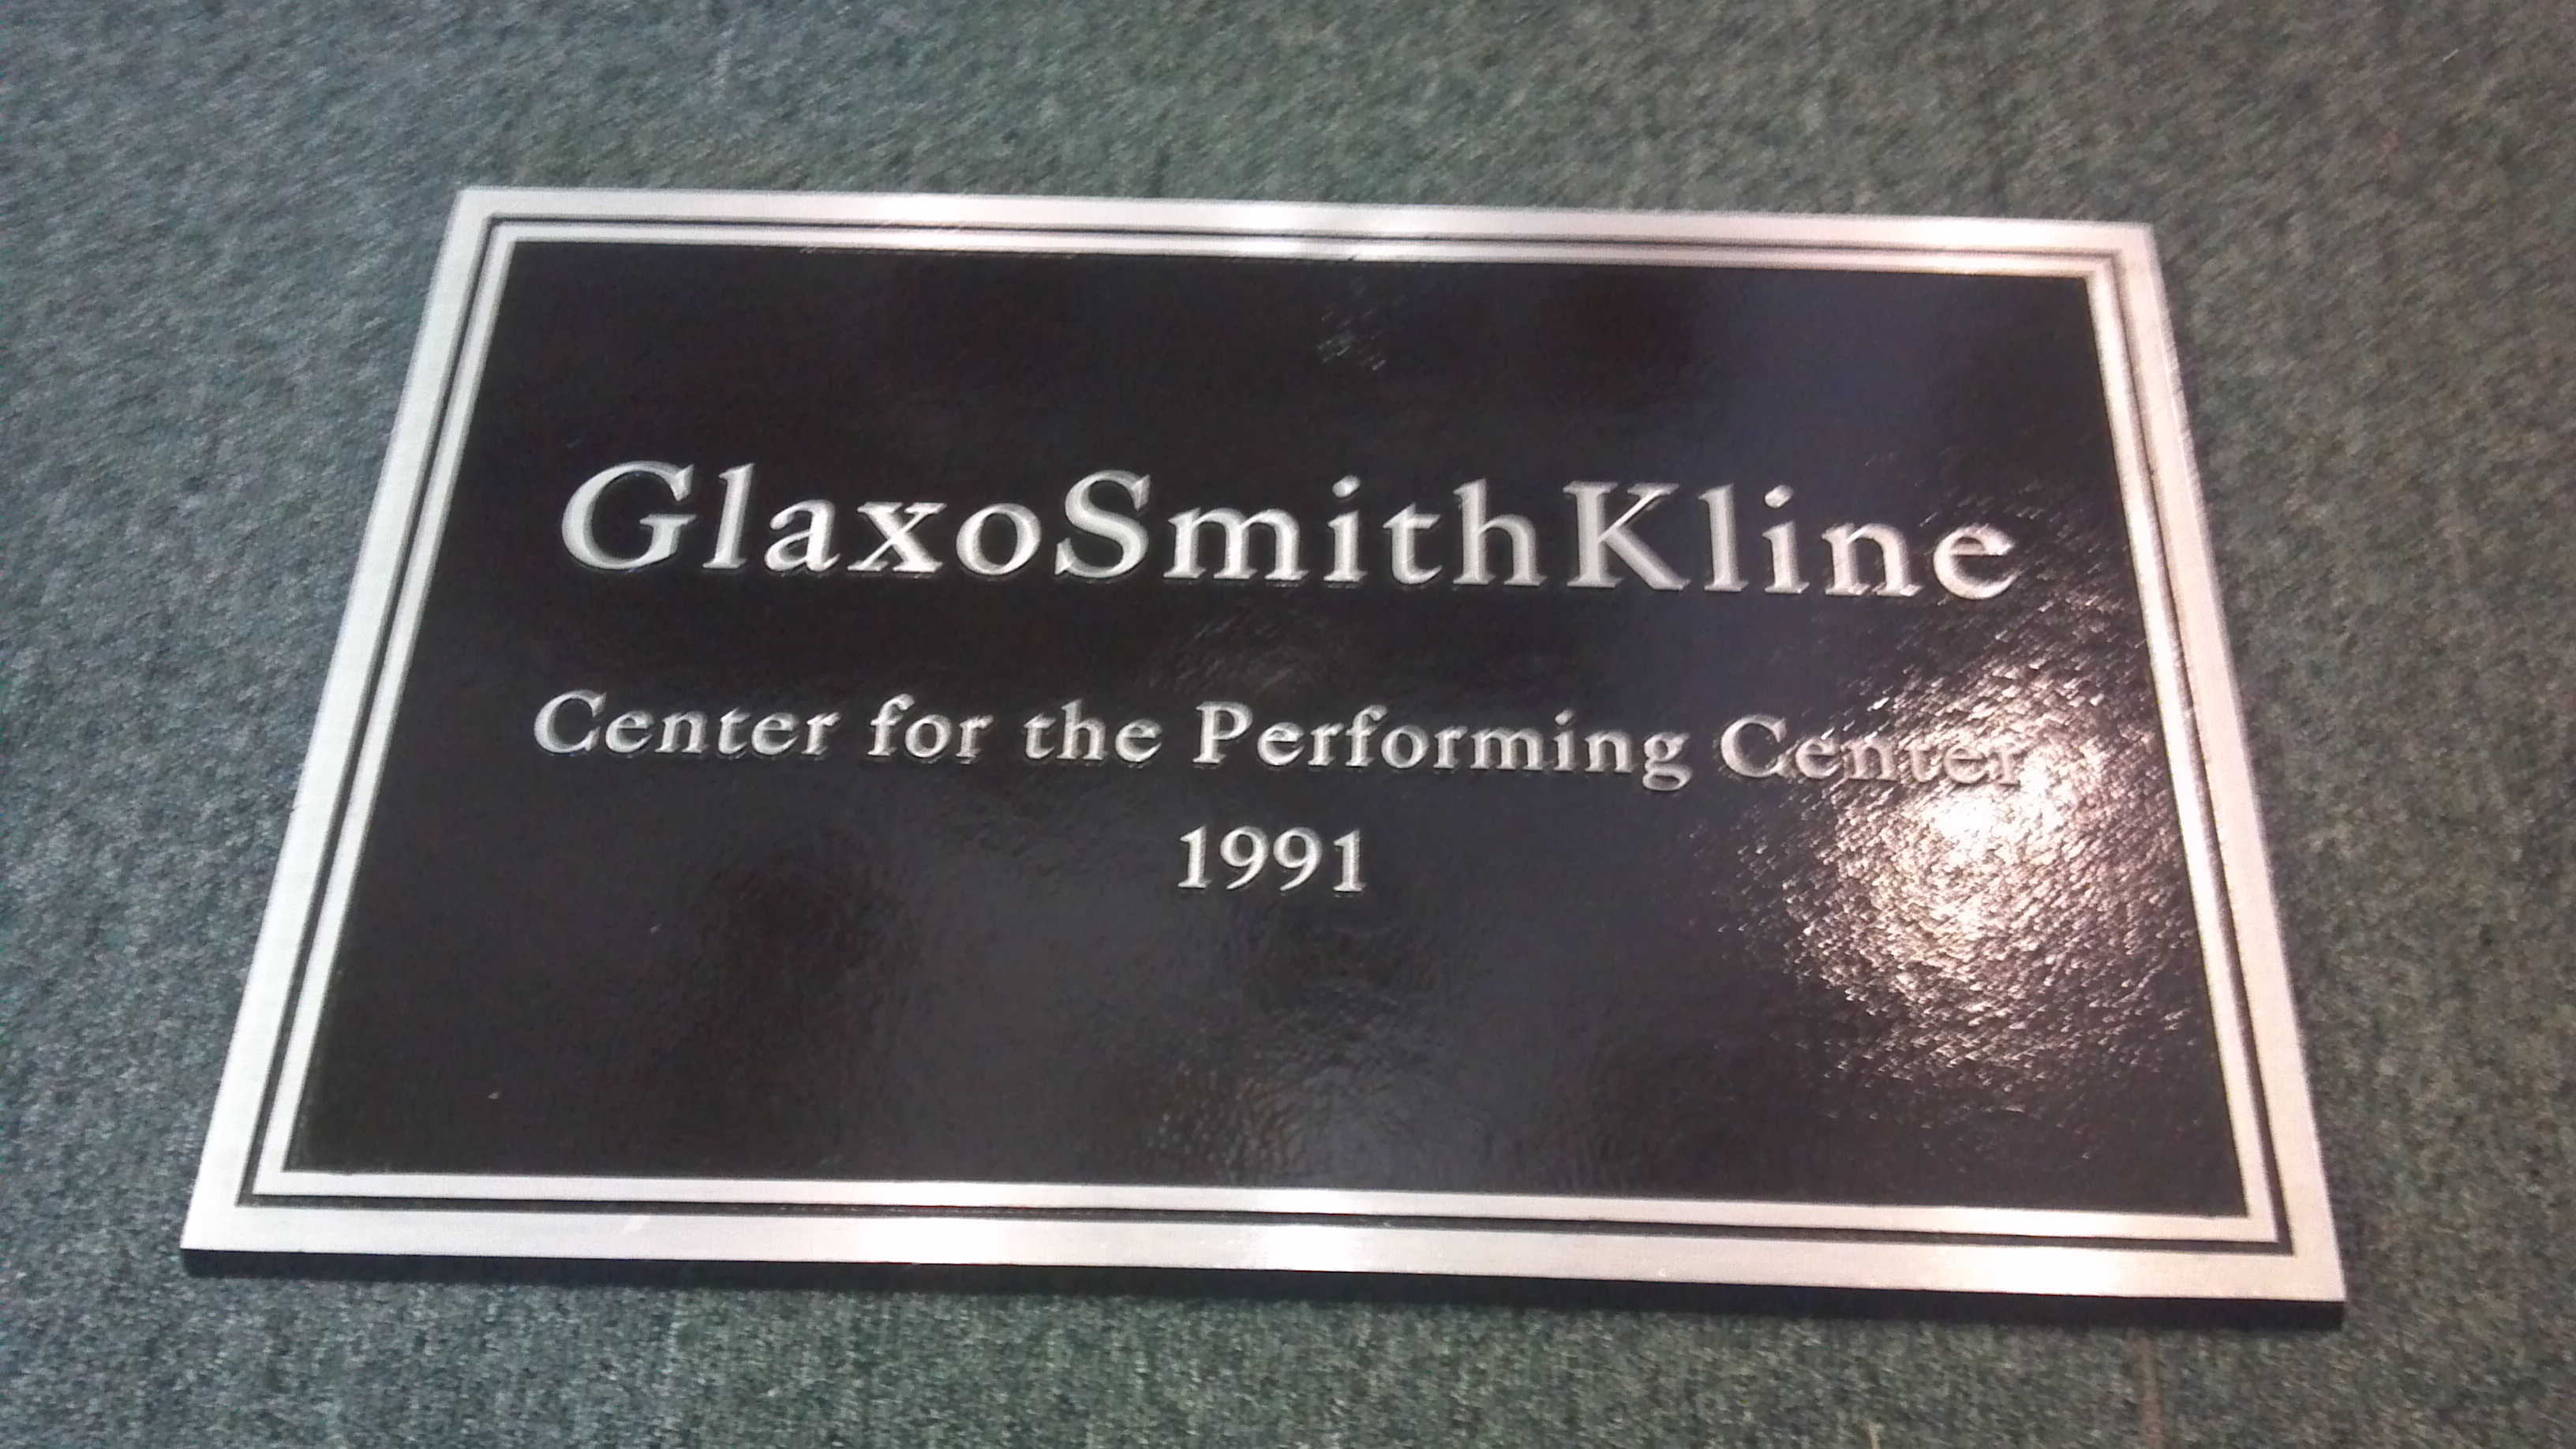 GlaxoSmithKline
Center for the Performing Center
1991